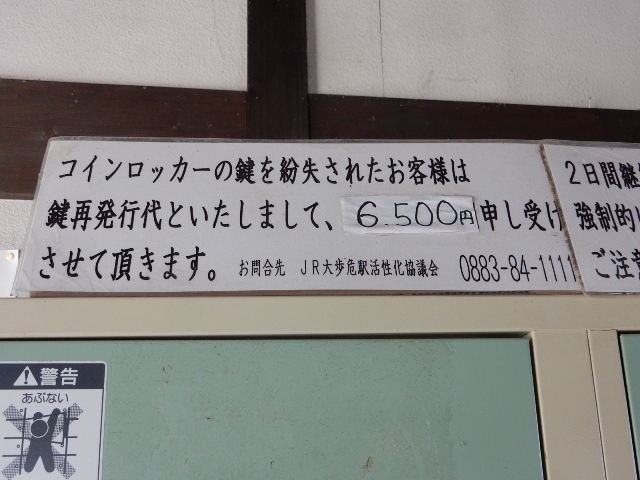 コインロッカーの鍵を紛失されたお客様は
鍵再発行代といたしまして、6.500円申し受け
させて頂きます。 お問合先 JR大歩危駅活性化協議会 0883-84-1111
2日間継
強制的
ご注意
警告
あぶない